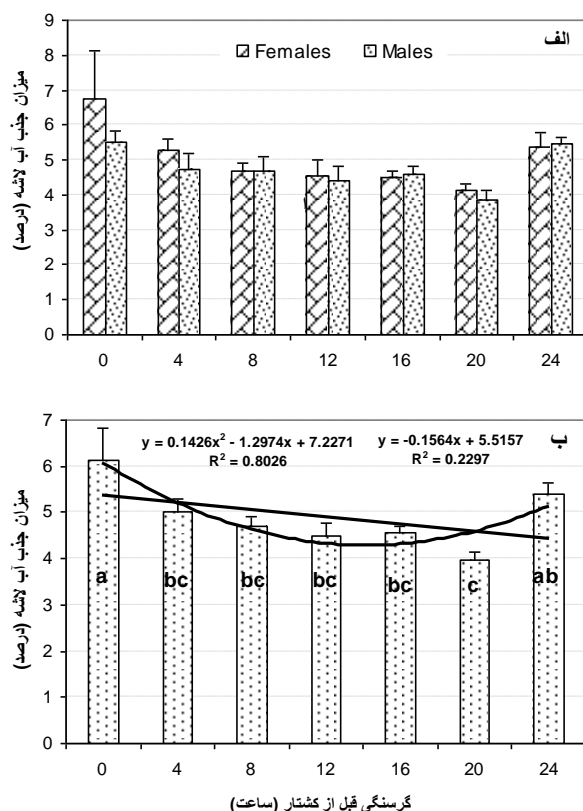 الف
Females Males
میزان جذب آب لاشه (درصد)
9
8
7
6
5
4
3
2
1
0
0 4 8 12 16 20 24
ب
y = 0.1426x² - 1.2974x + 7.2271 y = -0.1564x + 5.5157
R² = 0.8026 R² = 0.2297
میزان جذب آب لاشه (درصد)
7
6
5
4
3
2
1
0
a bc bc bc bc c ab
0 4 8 12 16 20 24
گرسنگی قبل از کشتار (ساعت)